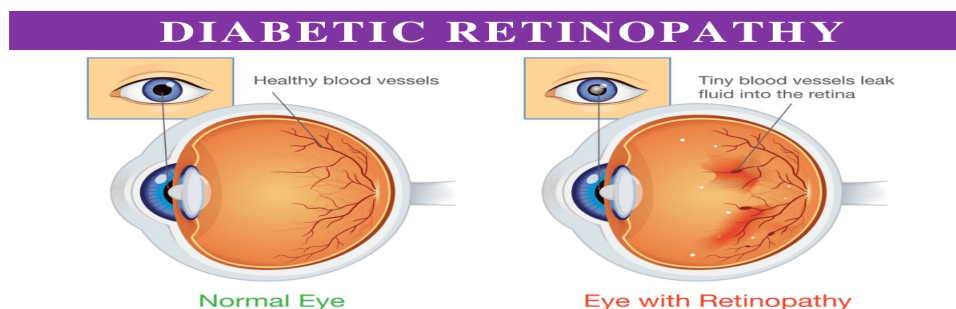 DIABETIC RETINOPATHY
Healthy blood vessels
Tiny blood vessels leak
fluid into the retina
Normal Eye
Eye with Retinopathy